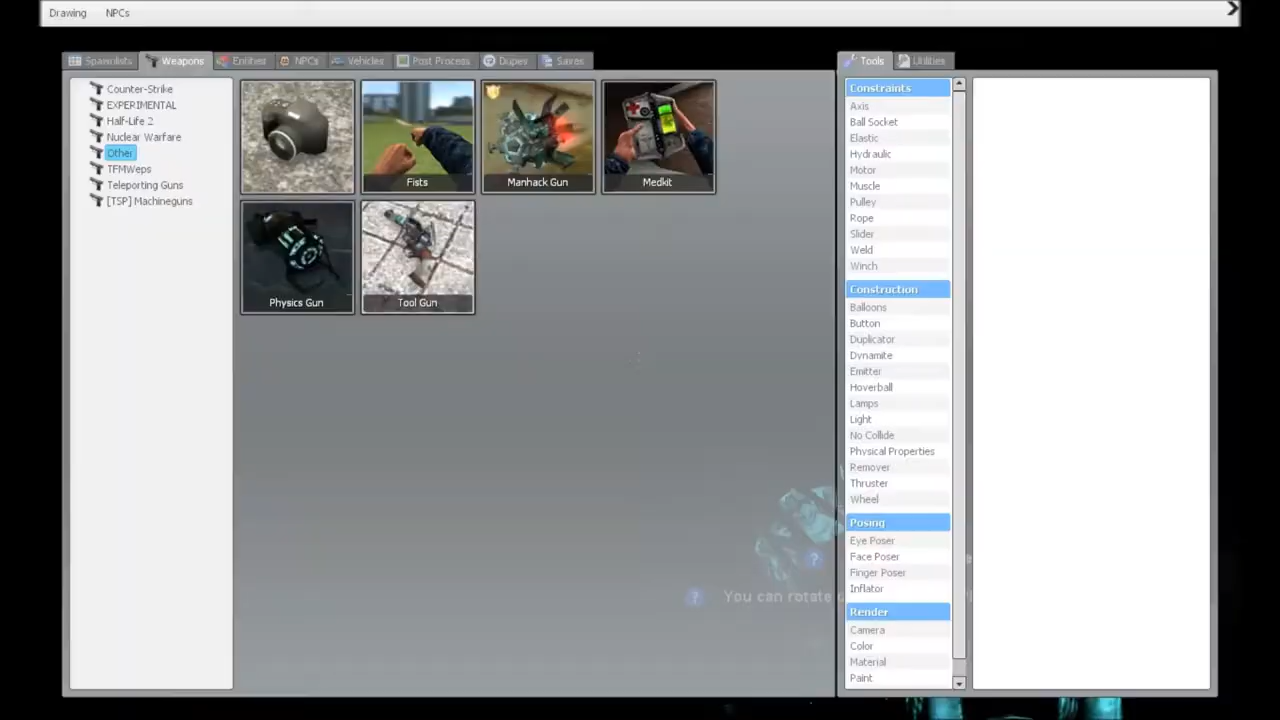 Drawing NPCs
Spawnlists Weapons Entities NPCs Vehicles Post Process Dupes Saves
Tools Utilities
Counter-Strike
EXPERIMENTAL
Half-Life 2
Nuclear Warfare
Other
TFMWeps
Teleporting Guns
[TSP] Machineguns
Fists
Manhack Gun
Medkit
Physics Gun
Tool Gun
You can rotate
Constraints
Axis
Ball Socket
Elastic
Hydraulic
Motor
Muscle
Pulley
Rope
Slider
Weld
Winch
Construction
Balloons
Button
Duplicator
Dynamite
Emitter
Hoverball
Lamps
Light
No Collide
Physical Properties
Remover
Thruster
Wheel
Posing
Eye Poser
Face Poser
Finger Poser
Inflator
Render
Camera
Color
Material
Paint